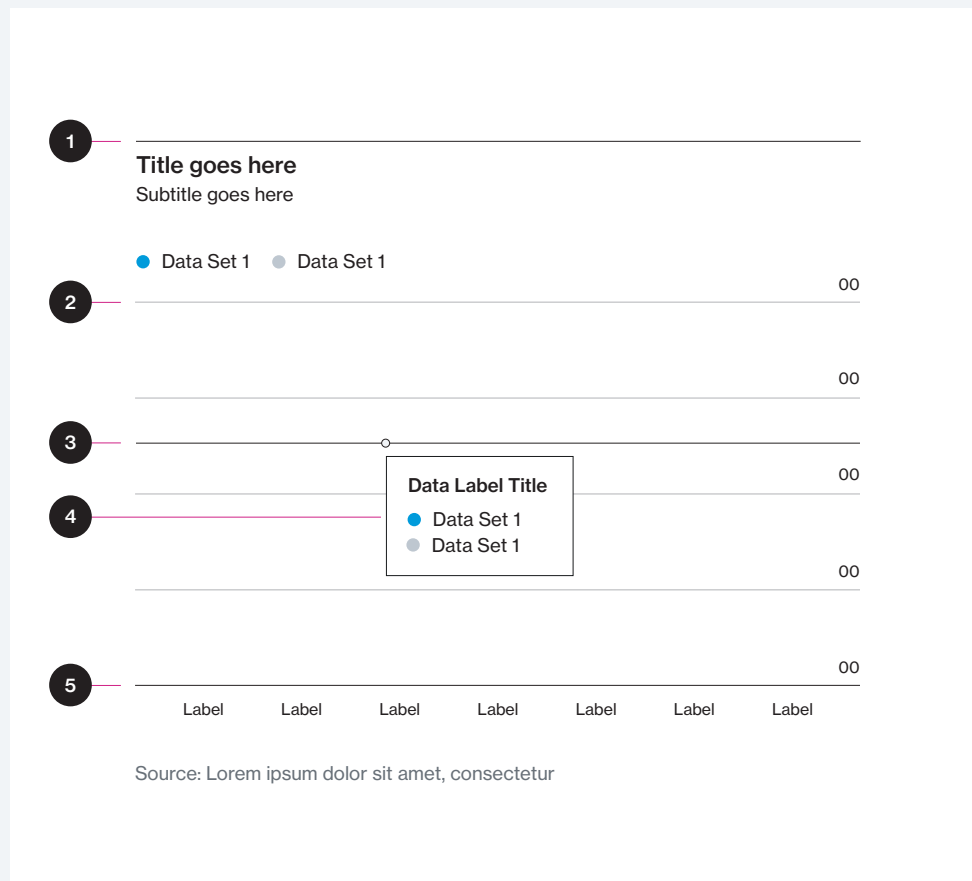 1
Title goes here
Subtitle goes here
Data Set 1 Data Set 1
00
2
00
3
00
Data Label Title
4
Data Set 1
Data Set 1
00
00
5
Label Label Label Label Label Label Label
Source: Lorem ipsum dolor sit amet, consectetur